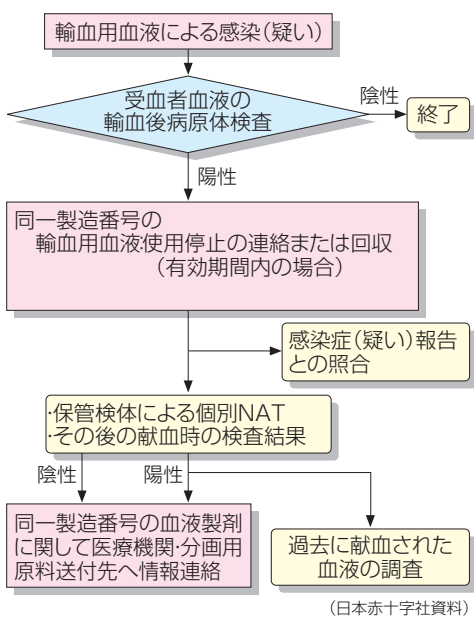 輸血用血液による感染（疑い）
受血者血液の
輸血後病原体検査
陰性
終了
陽性
同一製造番号の
輸血用血液:使用停止の連絡または回収
（有効期間内の場合）
感染症（疑い）報告
との照合
・保管検体による個別NAT
・その後の献血時の検査結果
陰性
陽性
同一製造番号の血液製剤
に関して医療機関・分画用
原料送付先へ情報連絡
過去に献血された
血液の調査
（日本赤十字社資料）